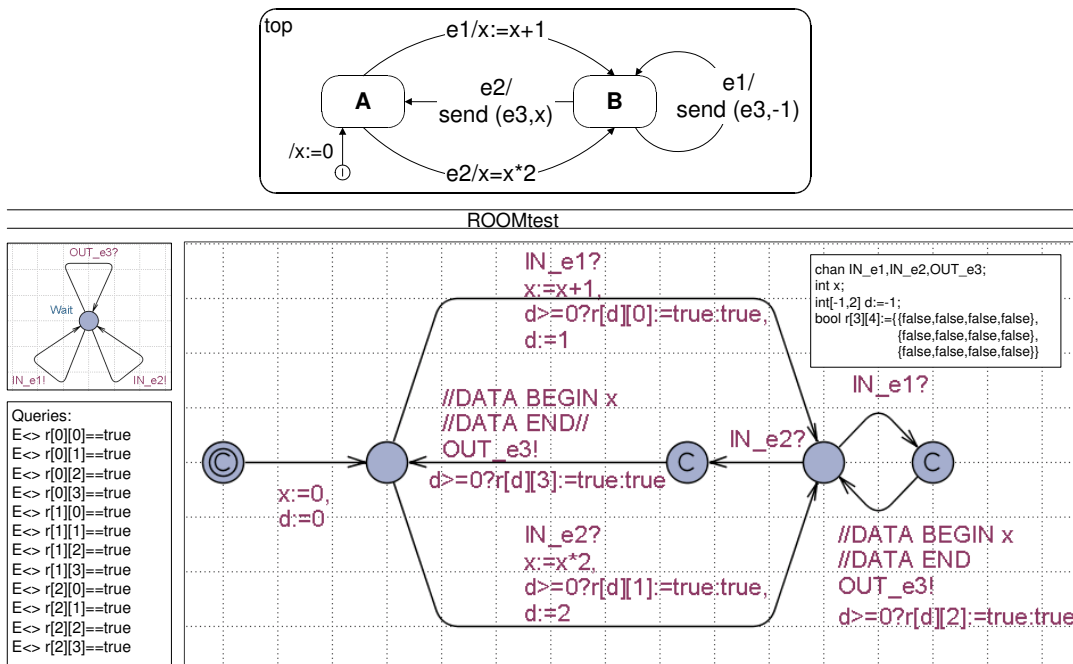 top
e1/x:=x+1
A
e2/
send (e3,x)
B
e1/
send (e3,-1)
/x:=0
I
e2/x=x*2
ROOMtest
OUT_e3?
Wait
IN_e1!
IN_e2!
Queries:
E<> r[0][0]==true
E<> r[0][1]==true
E<> r[0][2]==true
E<> r[0][3]==true
E<> r[1][0]==true
E<> r[1][1]==true
E<> r[1][2]==true
E<> r[1][3]==true
E<> r[2][0]==true
E<> r[2][1]==true
E<> r[2][2]==true
E<> r[2][3]==true
IN_e1?
x:=x+1,
d>=0?r[d][0]:=true:true,
d:=1
chan IN_e1,IN_e2,OUT_e3;
int x;
int[-1,2] d:=-1;
bool r[3][4]:={{false,false,false,false},
{false,false,false,false},
{false,false,false,false}}
IN_e1?
//DATA BEGIN x
//DATA END//
OUT_e3!
d>=0?r[d][3]:=true:true
IN_e2?
C
C
C
x:=0,
d:=0
IN_e2?
x:=x*2,
d>=0?r[d][1]:=true:true,
d:=2
//DATA BEGIN x
//DATA END
OUT_e3!
d>=0?r[d][2]:=true:true